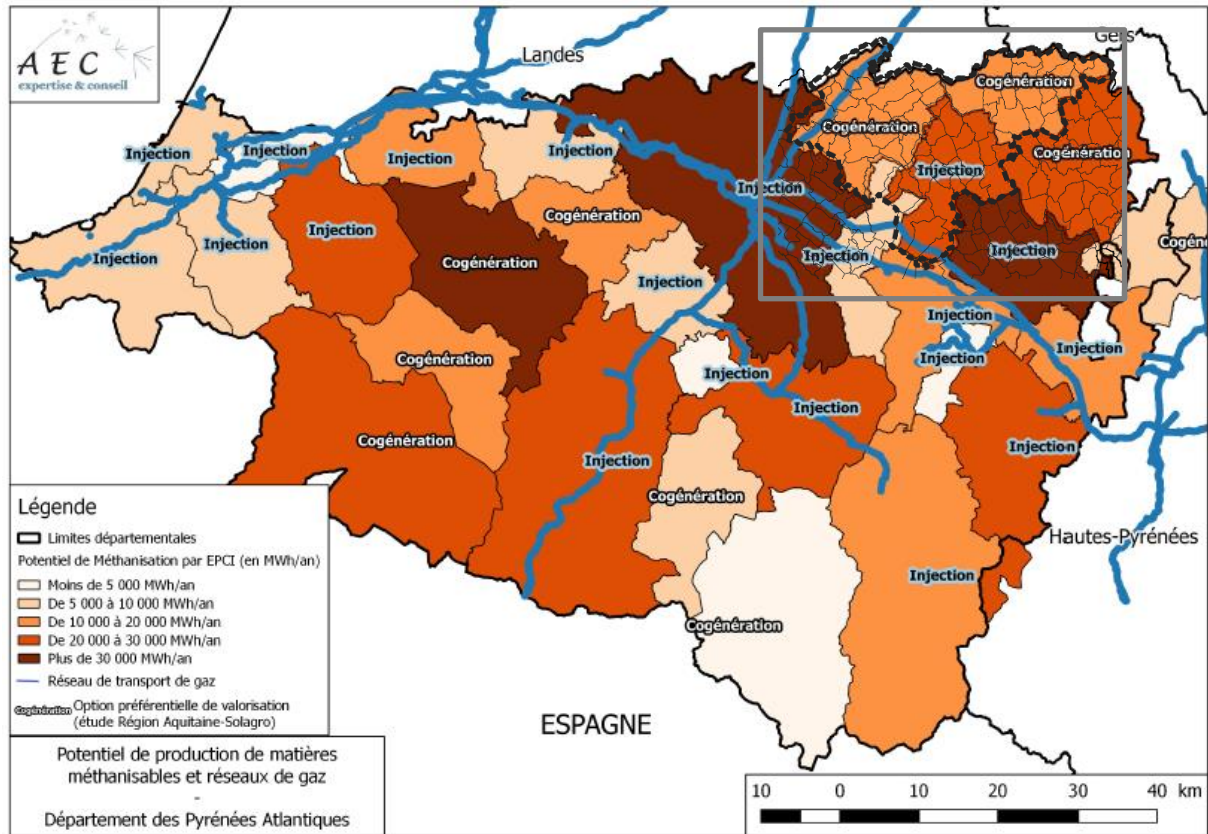 AEC
expertise & conseil
Landes
Gers
Cogénération
Cogénération
Injection
Injection
Injection
Injection
Injection
Cogénération
Injection
Cogénération
Injection
Injection
Injection
Cogénération
Injection
Injection
Injection
Cogéné
Injection
Cogénération
Injection
Injection
Injection
Cogénération
Injection
Injection
Injection
Cogénération
Injection
Hautes-Pyrénées
Injection
Cogénération
ESPAGNE
Légende
Limites départementales
Potentiel de Méthanisation par EPCI (en MWh/an)
Moins de 5 000 MWh/an
De 5 000 à 10 000 MWh/an
De 10 000 à 20 000 MWh/an
De 20 000 à 30 000 MWh/an
Plus de 30 000 MWh/an
Réseau de transport de gaz
Cogénération Option préférentielle de valorisation
(étude Région Aquitaine-Solagro)
Potentiel de production de matières
méthanisables et réseaux de gaz
-
Département des Pyrénées Atlantiques
10 0 10 20 30 40 km